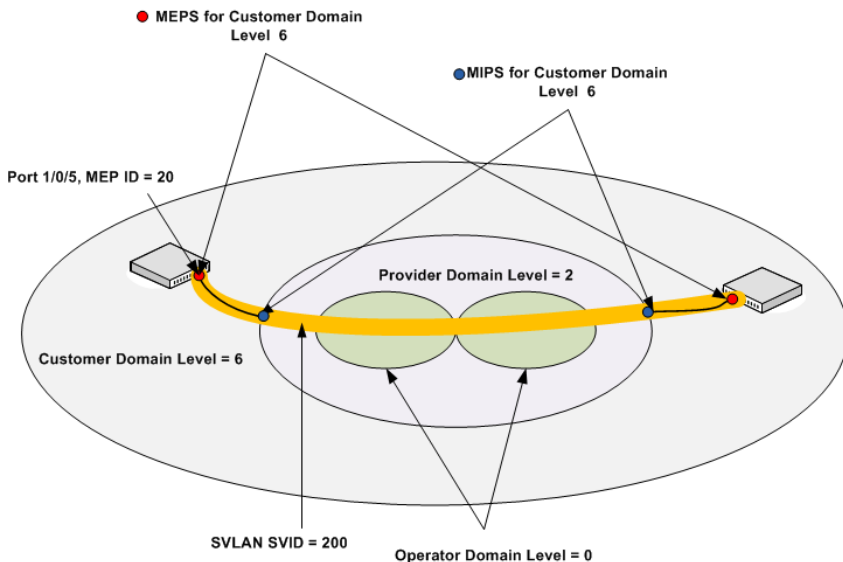 MEPS for Customer Domain
Level 6
MIPS for Customer Domain
Level 6
Port 1/0/5, MEP ID = 20
Provider Domain Level = 2
Customer Domain Level = 6
SVLAN SVID = 200
Operator Domain Level = 0